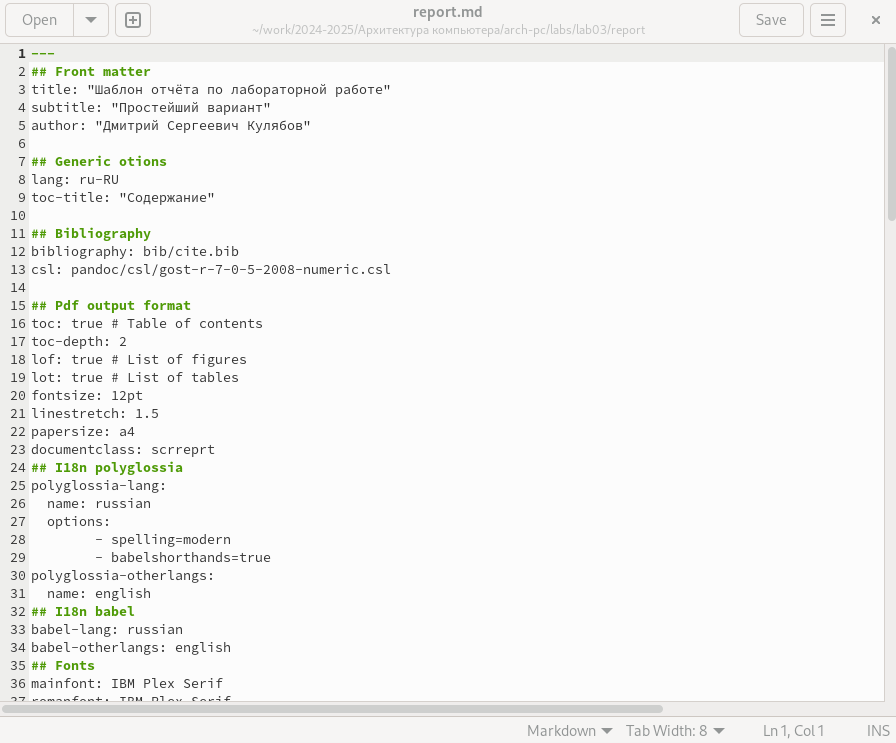 Open
report.md
~/work/2024-2025/Архитектура компьютера/arch-pc/labs/lab03/report
Save
1 ---
2 ## Front matter
3 title: "Шаблон отчёта по лабораторной работе"
4 subtitle: "Простейший вариант"
5 author: "Дмитрий Сергеевич Кулябов"
6
7 ## Generic otions
8 lang: ru-RU
9 toc-title: "Содержание"
10
11 ## Bibliography
12 bibliography: bib/cite.bib
13 csl: pandoc/csl/gost-r-7-0-5-2008-numeric.csl
14
15 ## Pdf output format
16 toc: true # Table of contents
17 toc-depth: 2
18 lof: true # List of figures
19 lot: true # List of tables
20 fontsize: 12pt
21 linestretch: 1.5
22 papersize: a4
23 documentclass: scrreprt
24 ## I18n polyglossia
25 polyglossia-lang:
26   name: russian
27   options:
28         - spelling=modern
29         - babelshorthands=true
30 polyglossia-otherlangs:
31   name: english
32 ## I18n babel
33 babel-lang: russian
34 babel-otherlangs: english
35 ## Fonts
36 mainfont: IBM Plex Serif
37 romanfont: IBM Plex Serif
Markdown Tab Width: 8 Ln 1, Col 1 INS